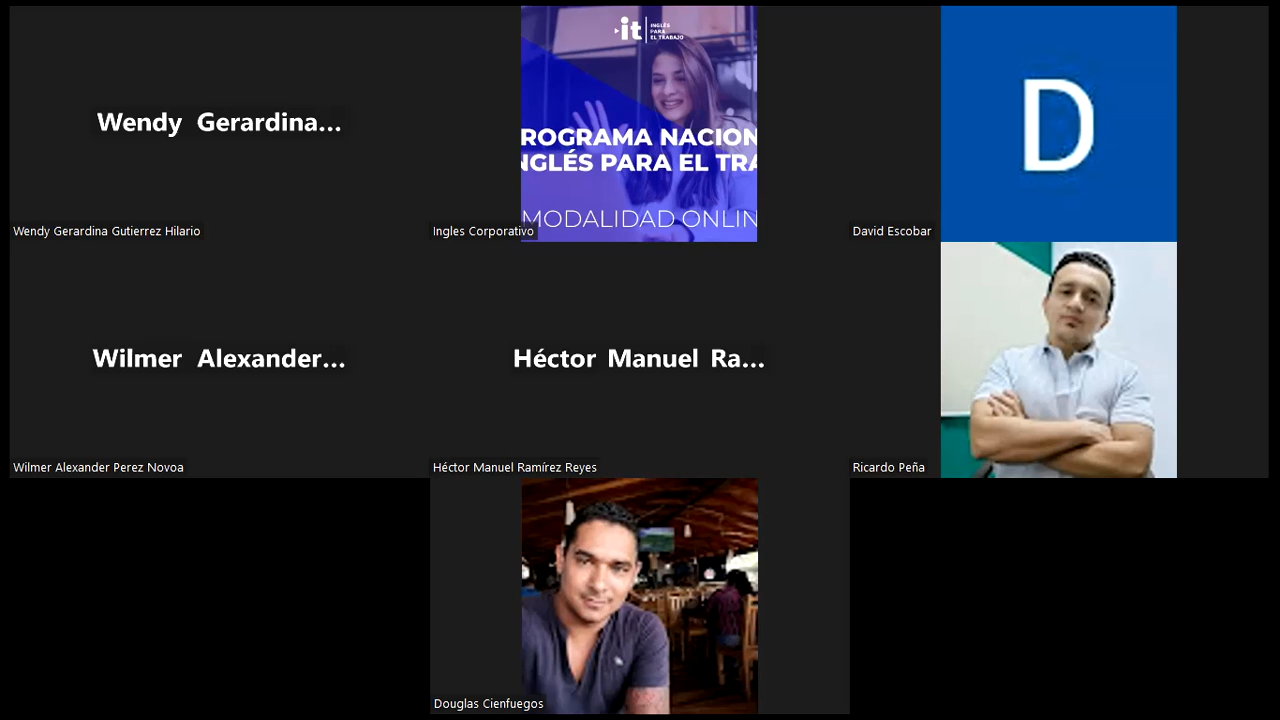 Wendy Gerardina...
Wendy Gerardina Gutierrez Hilario
it
INGLÉS
PARA
EL TRABAJO
ROGRAMA NACION
NGLÉS PARA EL TRA
MODALIDAD ONLIN
Ingles Corporativo
D
David Escobar
Wilmer Alexander...
Wilmer Alexander Perez Novoa
Héctor Manuel Ra...
Héctor Manuel Ramírez Reyes
Ricardo Peña
Douglas Cienfuegos